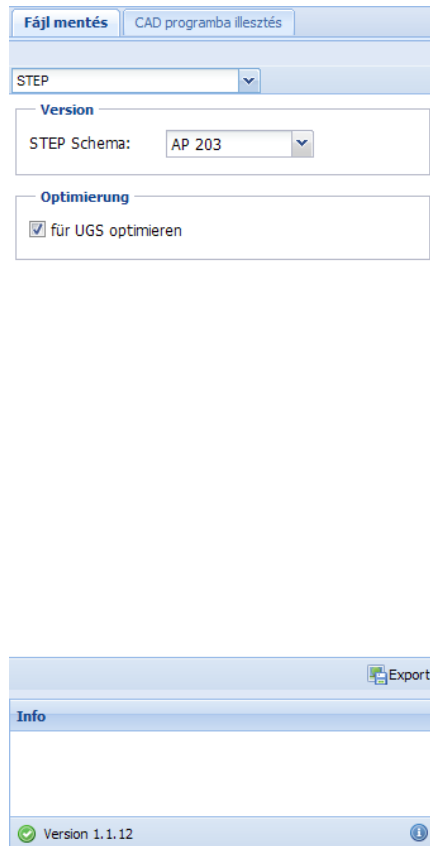 Fájl mentés CAD programba illesztés
STEP
Version
STEP Schema: AP 203
Optimierung
für UGS optimieren
Export
Info
Version 1.1.12